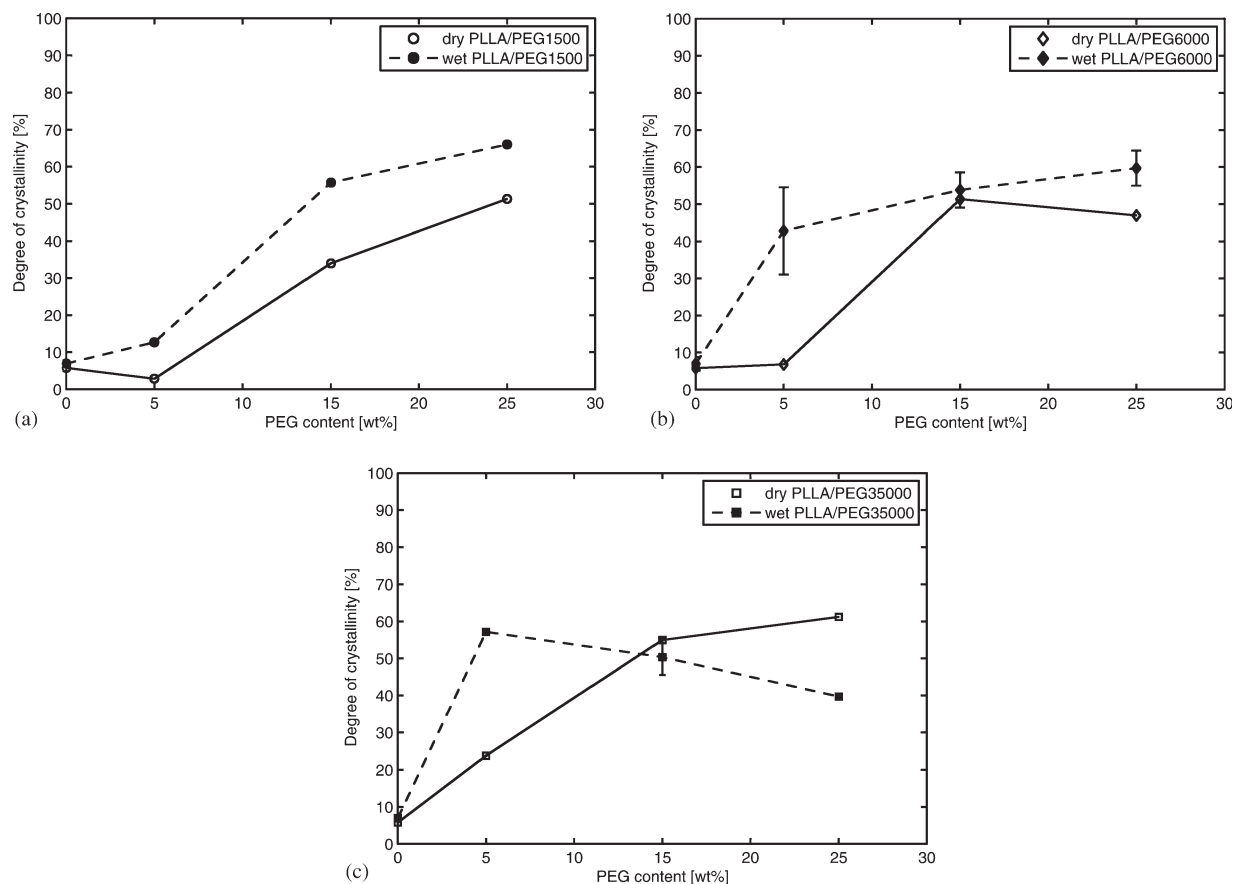 100
90
80
70
60
50
40
30
20
10
0
Degree of crystallinity [%]
dry PLLA/PEG1500
wet PLLA/PEG1500
0 5 10 15 20 25 30
PEG content [wt%]
(a)
100
90
80
70
60
50
40
30
20
10
0
Degree of crystallinity [%]
dry PLLA/PEG6000
wet PLLA/PEG6000
0 5 10 15 20 25 30
PEG content [wt%]
(b)
100
90
80
70
60
50
40
30
20
10
0
Degree of crystallinity [%]
dry PLLA/PEG35000
wet PLLA/PEG35000
0 5 10 15 20 25 30
PEG content [wt%]
(c)